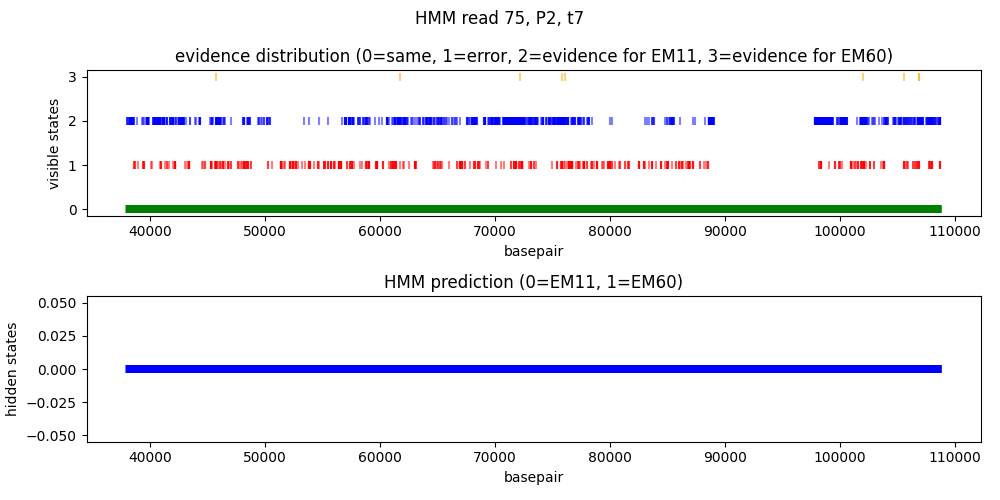 HMM read 75, P2, t7
evidence distribution (0=same, 1=error, 2=evidence for EM11, 3=evidence for EM60)
visible states
3
2
1
0
40000 50000 60000 70000 80000 90000 100000 110000
basepair
HMM prediction (0=EM11, 1=EM60)
hidden states
0.050
0.025
0.000
−0.025
−0.050
40000 50000 60000 70000 80000 90000 100000 110000
basepair